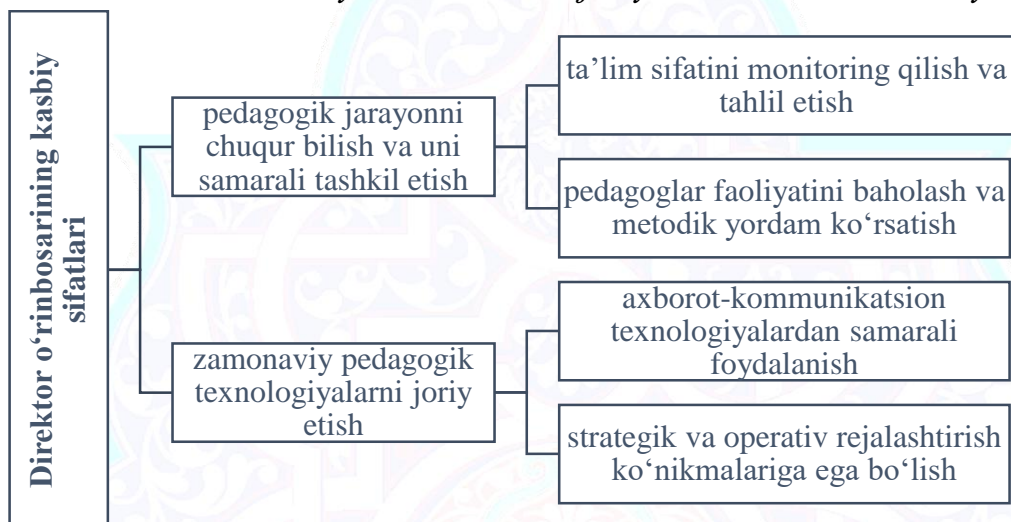 Direktor o‘rinbosarining kasbiy
sifatlari
pedagogik jarayonni
chuqur bilish va uni
samarali tashkil etish
ta’lim sifatini monitoring qilish va
tahlil etish
pedagoglar faoliyatini baholash va
metodik yordam ko‘rsatish
zamonaviy pedagogik
texnologiyalarni joriy
etish
axborot-kommunikatsion
texnologiyalardan samarali
foydalanish
strategik va operativ rejalashtirish
ko‘nikmalariga ega bo‘lish